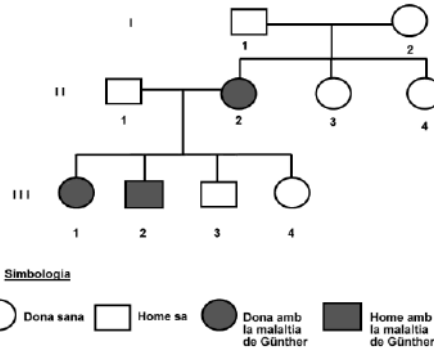 I
1
2
II
1
2
3
4
III
1
2
3
4
Simbologia
Dona sana
Home sa
Dona amb
la malaltia
de Günther
Home amb
la malaltia
de Günther